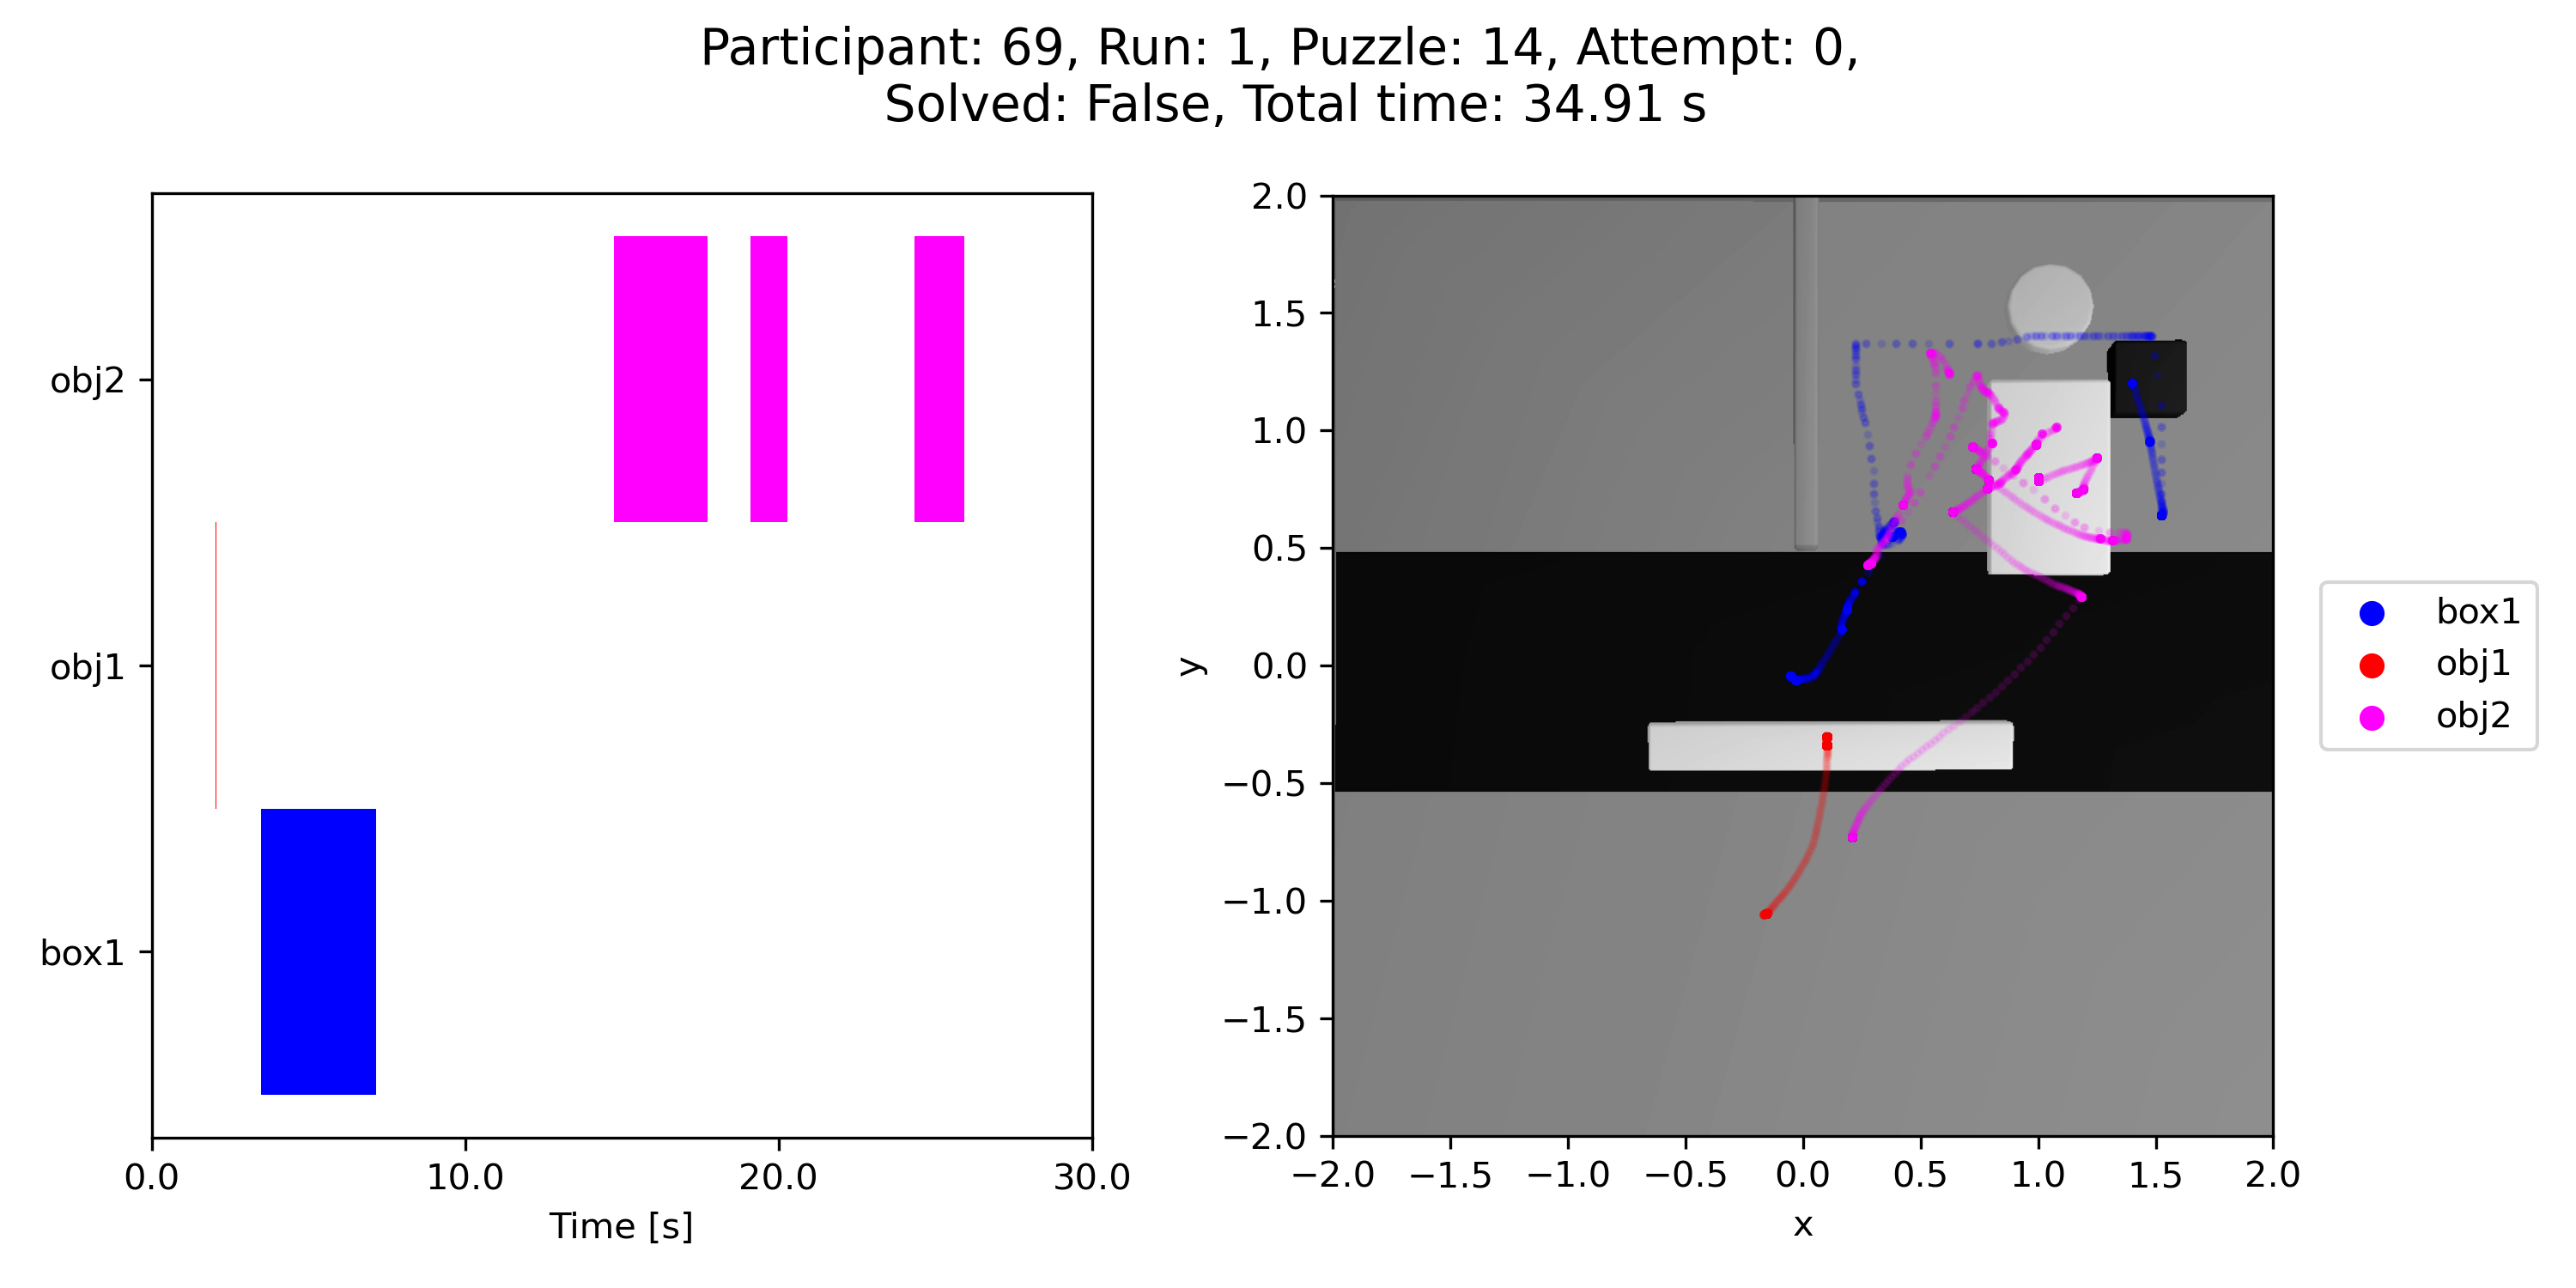 Participant: 69, Run: 1, Puzzle: 14, Attempt: 0,
Solved: False, Total time: 34.91 s
obj2
obj1
box1
0.0 10.0 20.0 30.0
Time [s]
2.0
1.5
1.0
0.5
0.0
−0.5
−1.0
−1.5
−2.0
y
−2.0 −1.5 −1.0 −0.5 0.0 0.5 1.0 1.5 2.0
x
box1
obj1
obj2